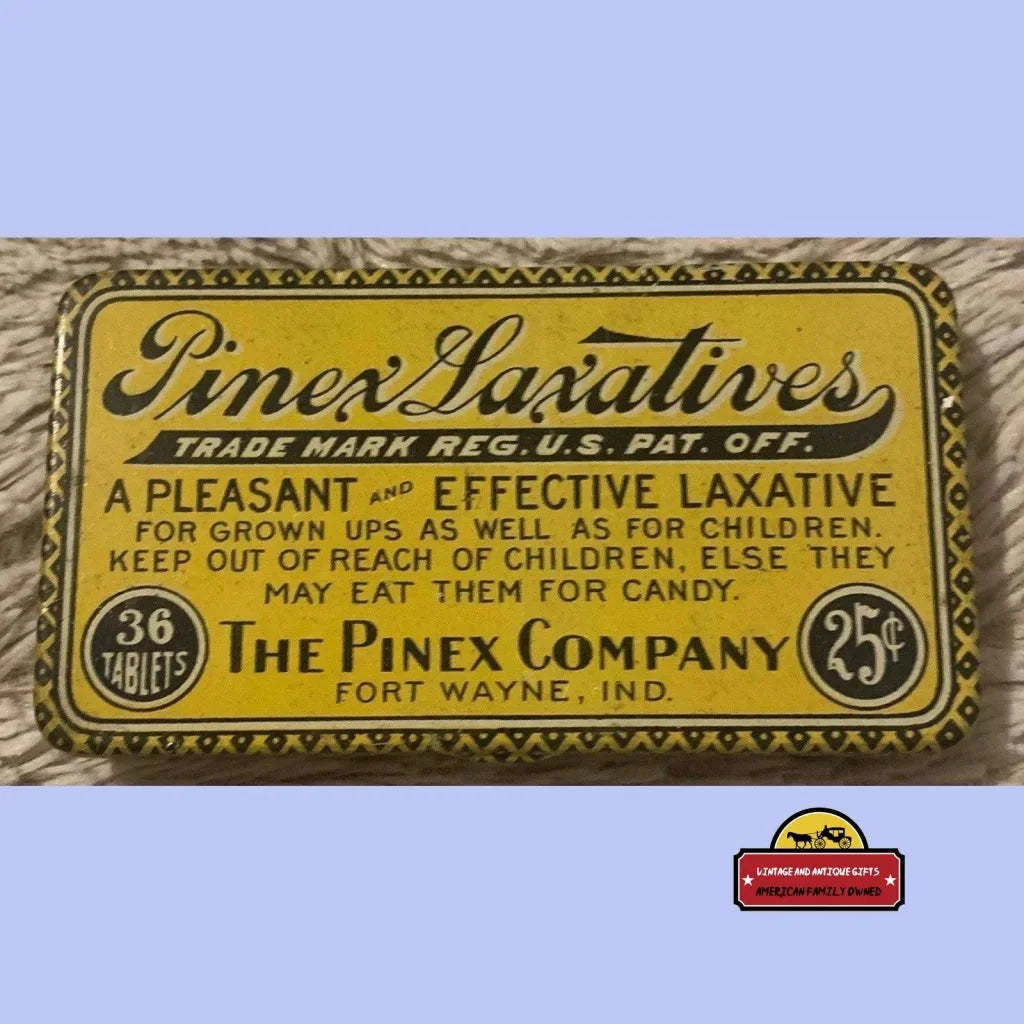 Pinex Laxatives
TRADE MARK REG. U.S. PAT. OFF.
A PLEASANT AND EFFECTIVE LAXATIVE
FOR GROWN UPS AS WELL AS FOR CHILDREN.
KEEP OUT OF REACH OF CHILDREN, ELSE THEY
MAY EAT THEM FOR CANDY.
36
TABLETS
THE PINEX COMPANY
FORT WAYNE, IND.
25¢
VINTAGE AND ANTIQUE GIFTS
AMERICAN FAMILY OWNED